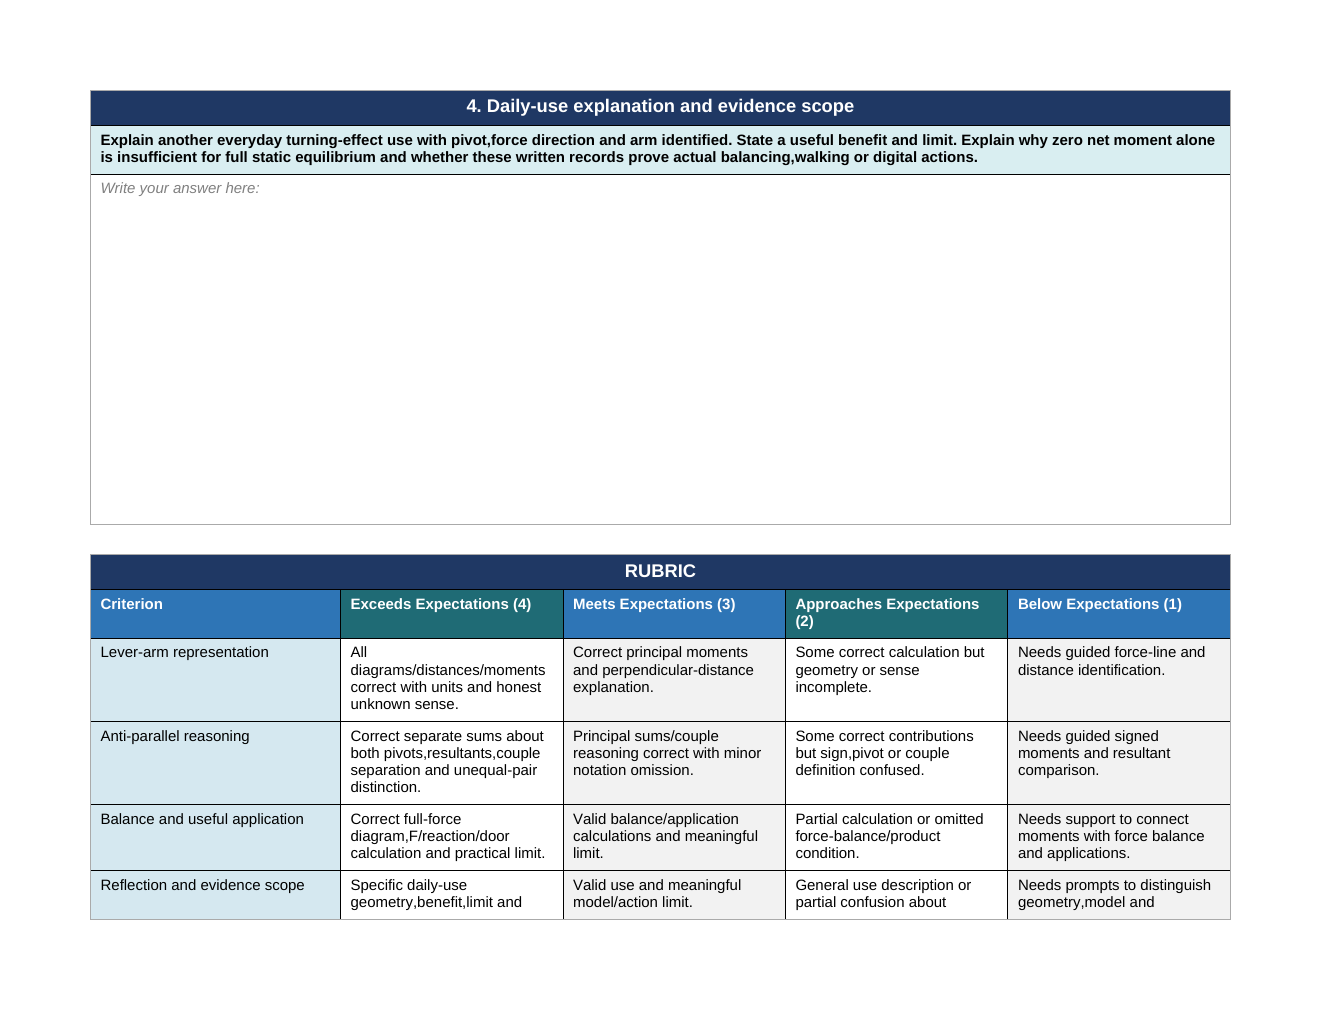 4. Daily-use explanation and evidence scope
Explain another everyday turning-effect use with pivot,force direction and arm identified. State a useful benefit and limit. Explain why zero net moment alone
is insufficient for full static equilibrium and whether these written records prove actual balancing,walking or digital actions.
Write your answer here:
RUBRIC
Criterion
Exceeds Expectations (4)
Meets Expectations (3)
Approaches Expectations
(2)
Below Expectations (1)
Lever-arm representation
All
diagrams/distances/moments
correct with units and honest
unknown sense.
Correct principal moments
and perpendicular-distance
explanation.
Some correct calculation but
geometry or sense
incomplete.
Needs guided force-line and
distance identification.
Anti-parallel reasoning
Correct separate sums about
both pivots,resultants,couple
separation and unequal-pair
distinction.
Principal sums/couple
reasoning correct with minor
notation omission.
Some correct contributions
but sign,pivot or couple
definition confused.
Needs guided signed
moments and resultant
comparison.
Balance and useful application
Correct full-force
diagram,F/reaction/door
calculation and practical limit.
Valid balance/application
calculations and meaningful
limit.
Partial calculation or omitted
force-balance/product
condition.
Needs support to connect
moments with force balance
and applications.
Reflection and evidence scope
Specific daily-use
geometry,benefit,limit and
Valid use and meaningful
model/action limit.
General use description or
partial confusion about
Needs prompts to distinguish
geometry,model and